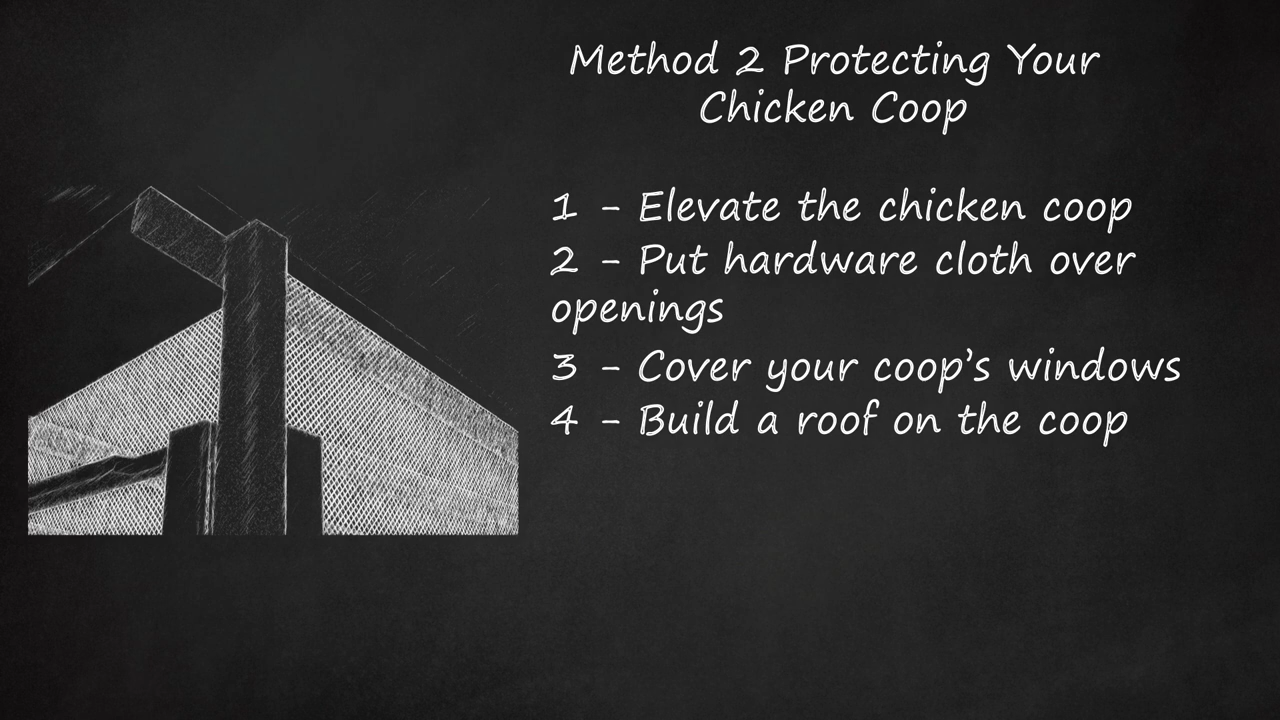 Method 2 Protecting Your
Chicken Coop
1 - Elevate the chicken coop
2 - Put hardware cloth over
openings
3 - Cover your coop's windows
4 - Build a roof on the coop